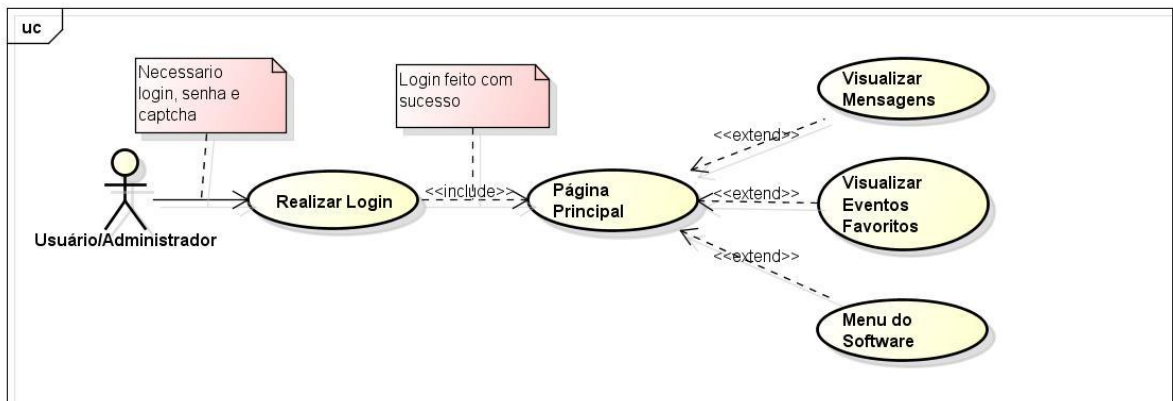 uc
Necessario
login, senha e
captcha
Login feito com
sucesso
Visualizar
Mensagens
<<extend>>
Usuário/Administrador
Realizar Login
<<include>>
Página
Principal
<<extend>>
Visualizar
Eventos
Favoritos
<<extend>>
Menu do
Software